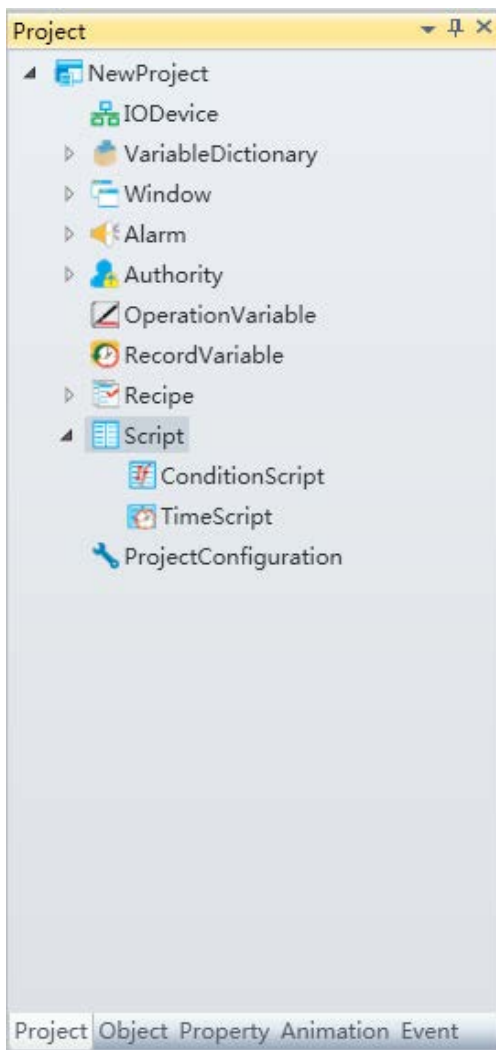 Project
NewProject
IODevice
VariableDictionary
Window
Alarm
Authority
OperationVariable
RecordVariable
Recipe
Script
ConditionScript
TimeScript
ProjectConfiguration
Project Object Property Animation Event